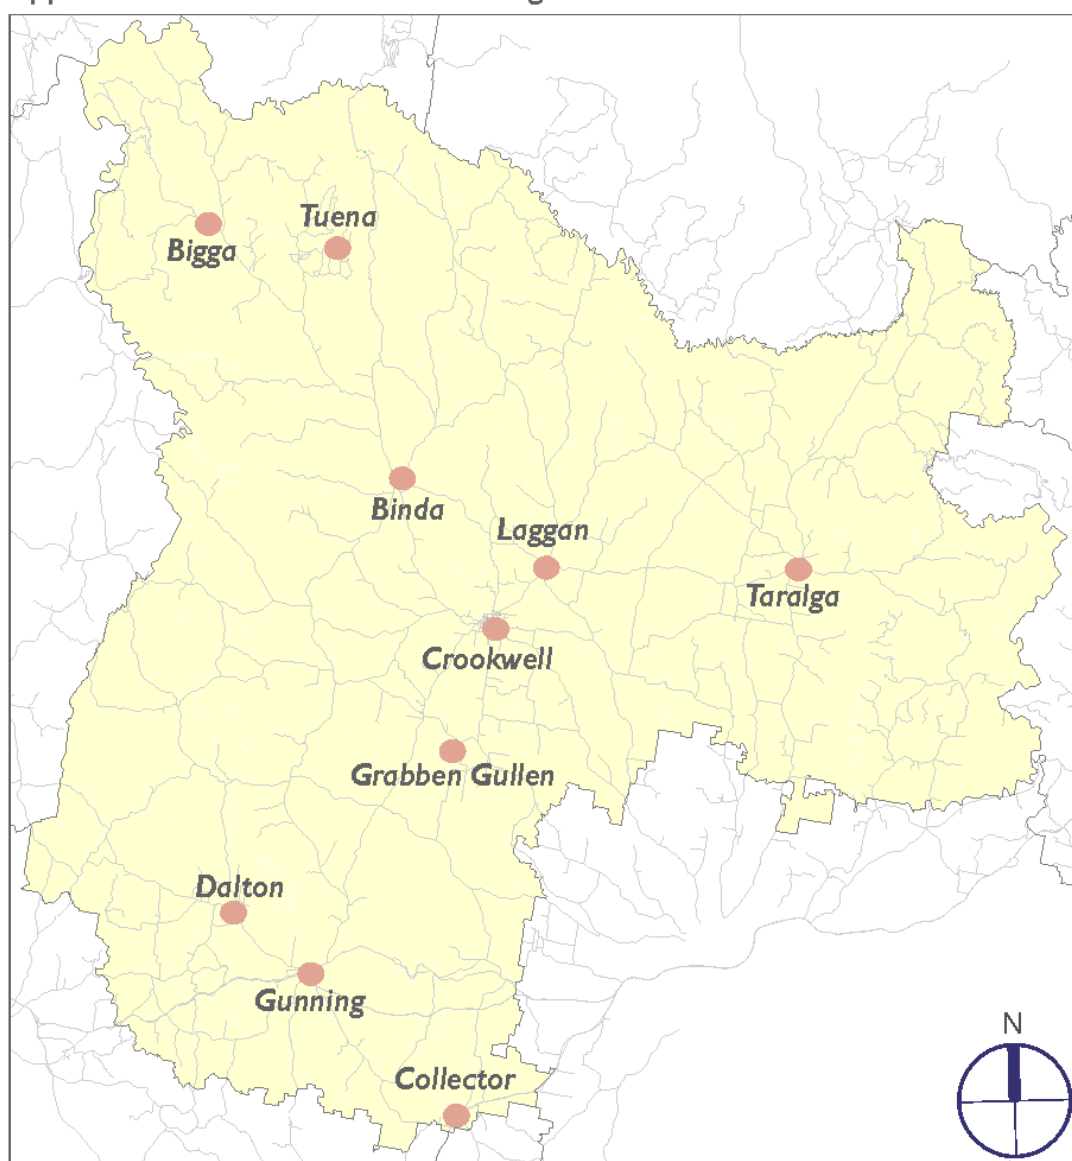 Tuena
Bigga
Binda
Laggan
Taralga
Crookwell
Grabben Gullen
Dalton
Gunning
N
Collector